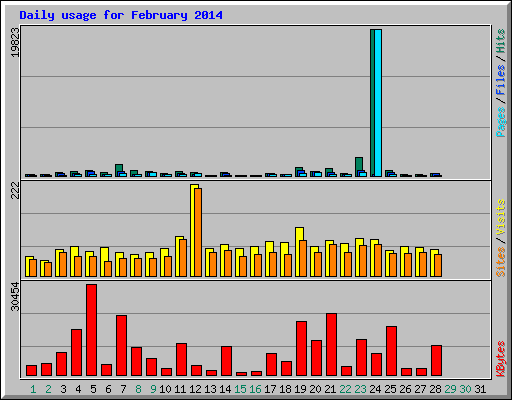 Daily usage for February 2014
19823
Pages / Files / Hits
222
Sites / Visits
30454
KBytes
1 2 3 4 5 6 7 8 9 10 11 12 13 14 15 16 17 18 19 20 21 22 23 24 25 26 27 28 29 30 31